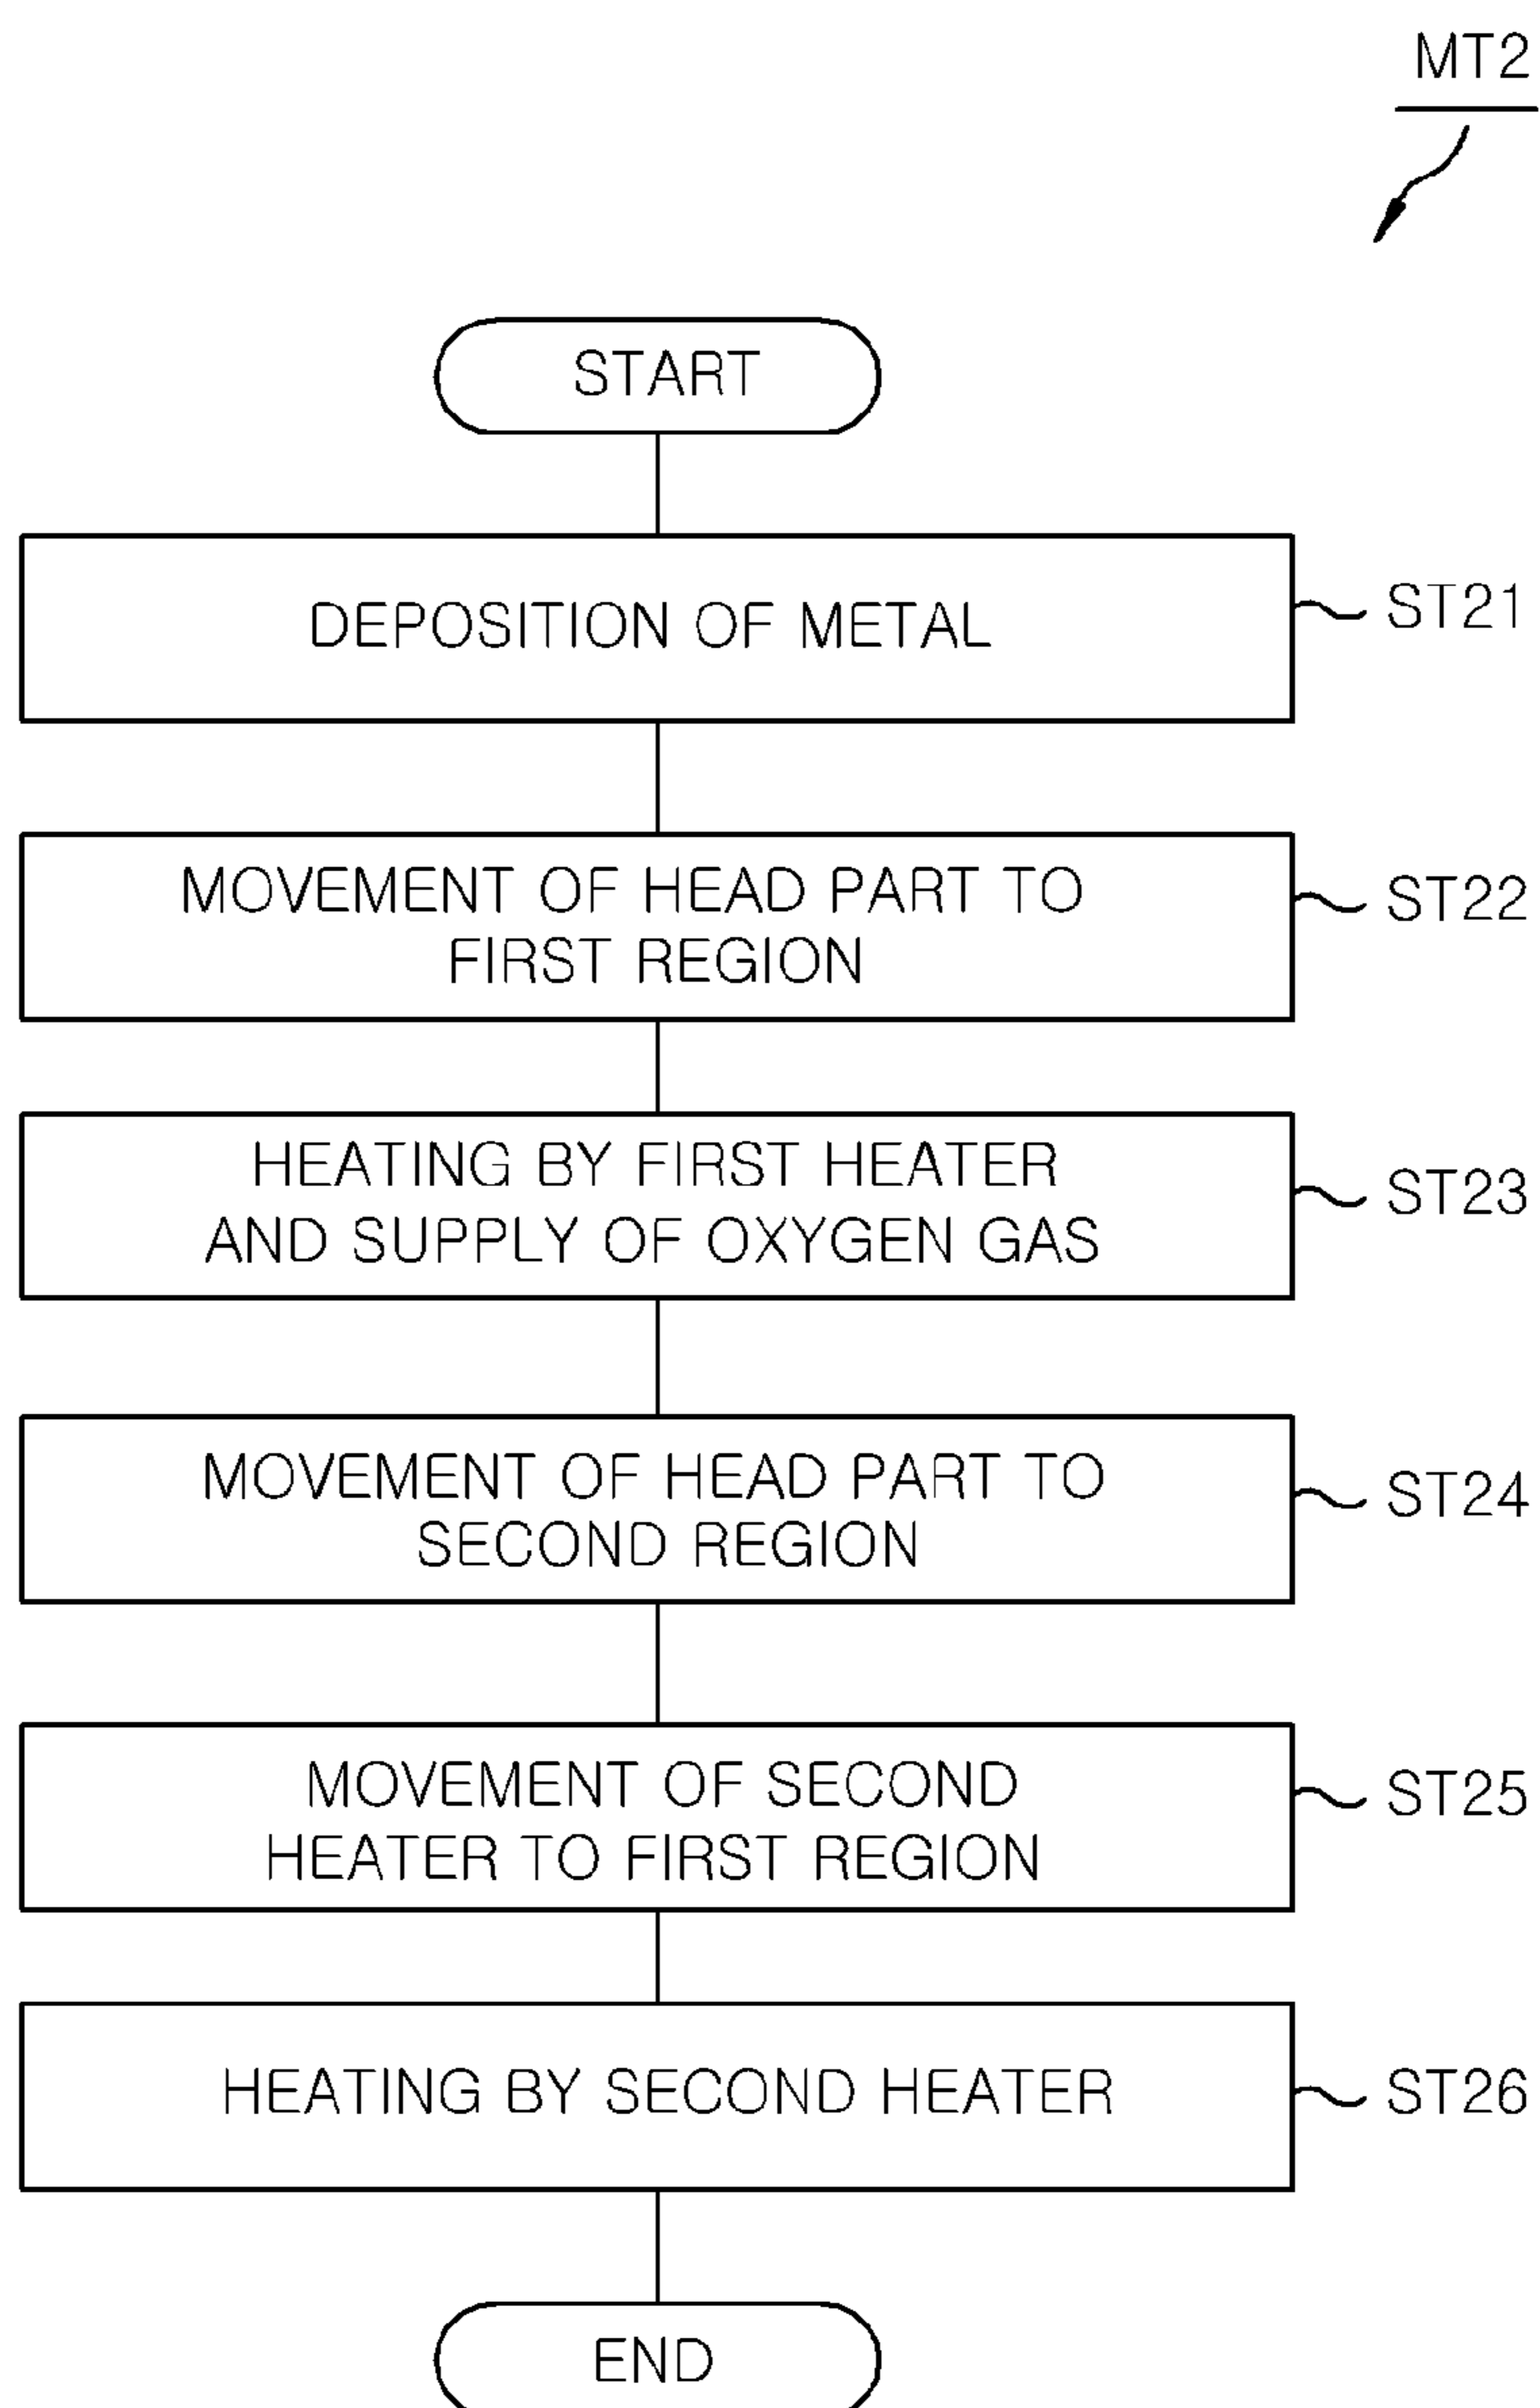 MT2
START
DEPOSITION OF METAL
ST21
MOVEMENT OF HEAD PART TO
FIRST REGION
ST22
HEATING BY FIRST HEATER
AND SUPPLY OF OXYGEN GAS
ST23
MOVEMENT OF HEAD PART TO
SECOND REGION
ST24
MOVEMENT OF SECOND
HEATER TO FIRST REGION
ST25
HEATING BY SECOND HEATER
ST26
END